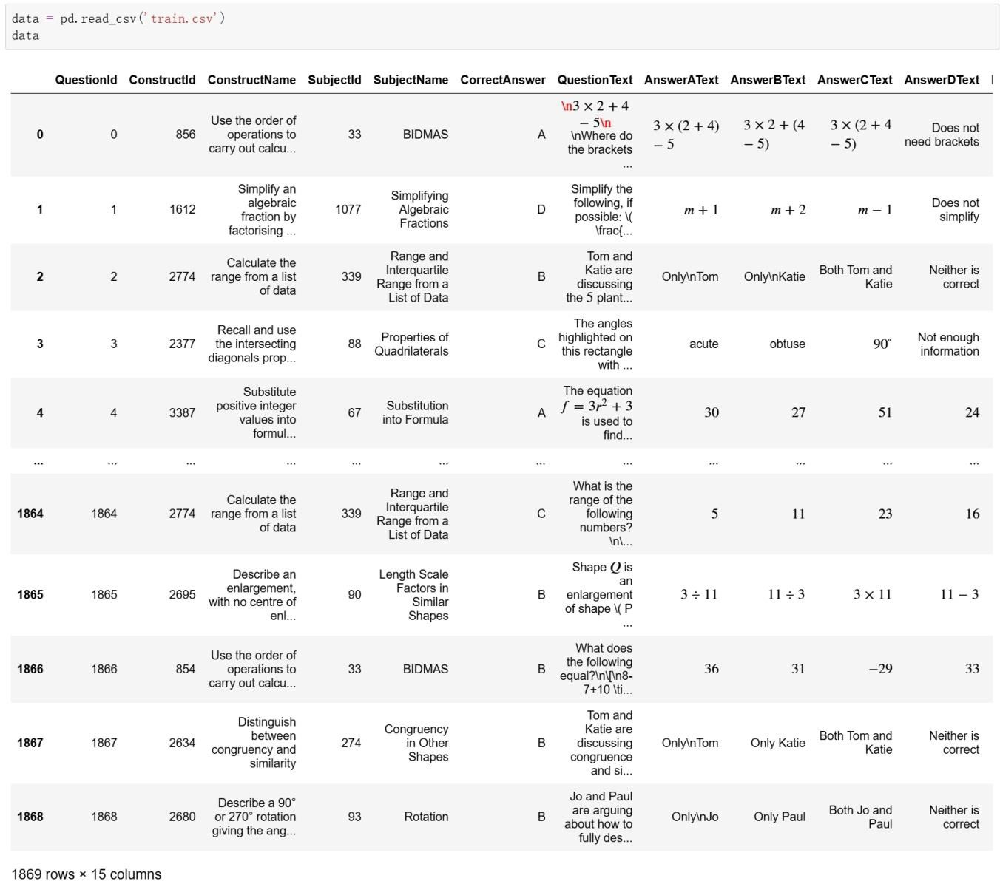 data = pd.read_csv('train.csv')
data
QuestionId ConstructId ConstructName SubjectId SubjectName CorrectAnswer QuestionText AnswerAText AnswerBText AnswerCText AnswerDText
0 0 856 Use the order of operations to carry out calcu... 33 BIDMAS A \n3 × 2 + 4 − 5\n \nWhere do the brackets ... 3 × (2 + 4) − 5 3 × 2 + (4 − 5) 3 × (2 + 4 − 5) Does not need brackets
1 1 1612 Simplify an algebraic fraction by factorising ... 1077 Simplifying Algebraic Fractions D Simplify the following, if possible: \( \frac{... m + 1 m + 2 m − 1 Does not simplify
2 2 2774 Calculate the range from a list of data 339 Range and Interquartile Range from a List of Data B Tom and Katie are discussing the 5 plant... Only\nTom Only\nKatie Both Tom and Katie Neither is correct
3 3 2377 Recall and use the intersecting diagonals prop... 88 Properties of Quadrilaterals C The angles highlighted on this rectangle with ... acute obtuse 90° Not enough information
4 4 3387 Substitute positive integer values into formul... 67 Substitution into Formula A The equation f = 3r² + 3 is used to find... 30 27 51 24
... ... ... ... ... ... ... ... ... ... ... ...
1864 1864 2774 Calculate the range from a list of data 339 Range and Interquartile Range from a List of Data C What is the range of the following numbers? \n\... 5 11 23 16
1865 1865 2695 Describe an enlargement, with no centre of enl... 90 Length Scale Factors in Similar Shapes B Shape Q is an enlargement of shape \( P ... 3 ÷ 11 11 ÷ 3 3 × 11 11 − 3
1866 1866 854 Use the order of operations to carry out calcu... 33 BIDMAS B What does the following equal?\n\[\n8-7+10 \ti... 36 31 −29 33
1867 1867 2634 Distinguish between congruency and similarity 274 Congruency in Other Shapes B Tom and Katie are discussing congruence and si... Only\nTom Only Katie Both Tom and Katie Neither is correct
1868 1868 2680 Describe a 90° or 270° rotation giving the ang... 93 Rotation B Jo and Paul are arguing about how to fully des... Only\nJo Only Paul Both Jo and Paul Neither is correct
1869 rows × 15 columns